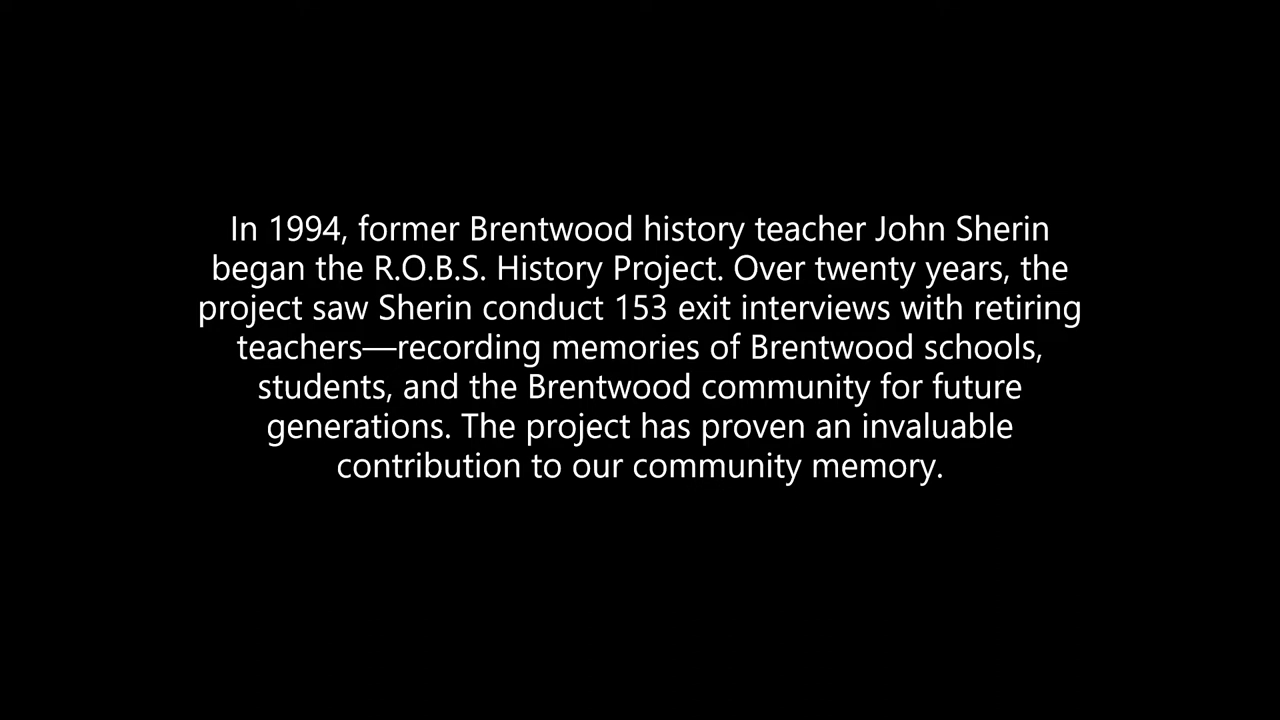 In 1994, former Brentwood history teacher John Sherin
began the R.O.B.S. History Project. Over twenty years, the
project saw Sherin conduct 153 exit interviews with retiring
teachers—recording memories of Brentwood schools,
students, and the Brentwood community for future
generations. The project has proven an invaluable
contribution to our community memory.